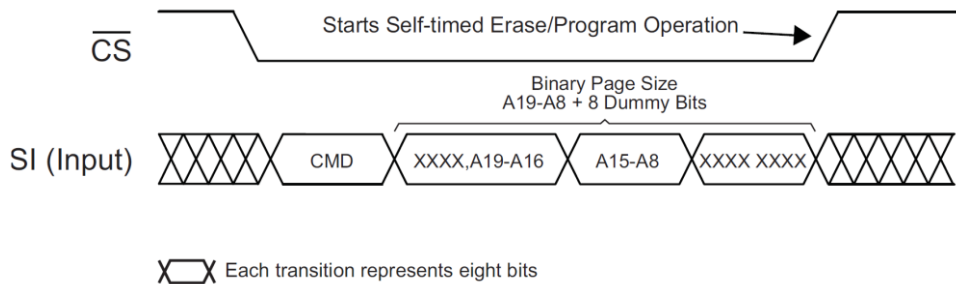 Starts Self-timed Erase/Program Operation
CS
Binary Page Size
A19-A8 + 8 Dummy Bits
SI (Input)
CMD
XXXX,A19-A16
A15-A8
XXXX XXXX
Each transition represents eight bits